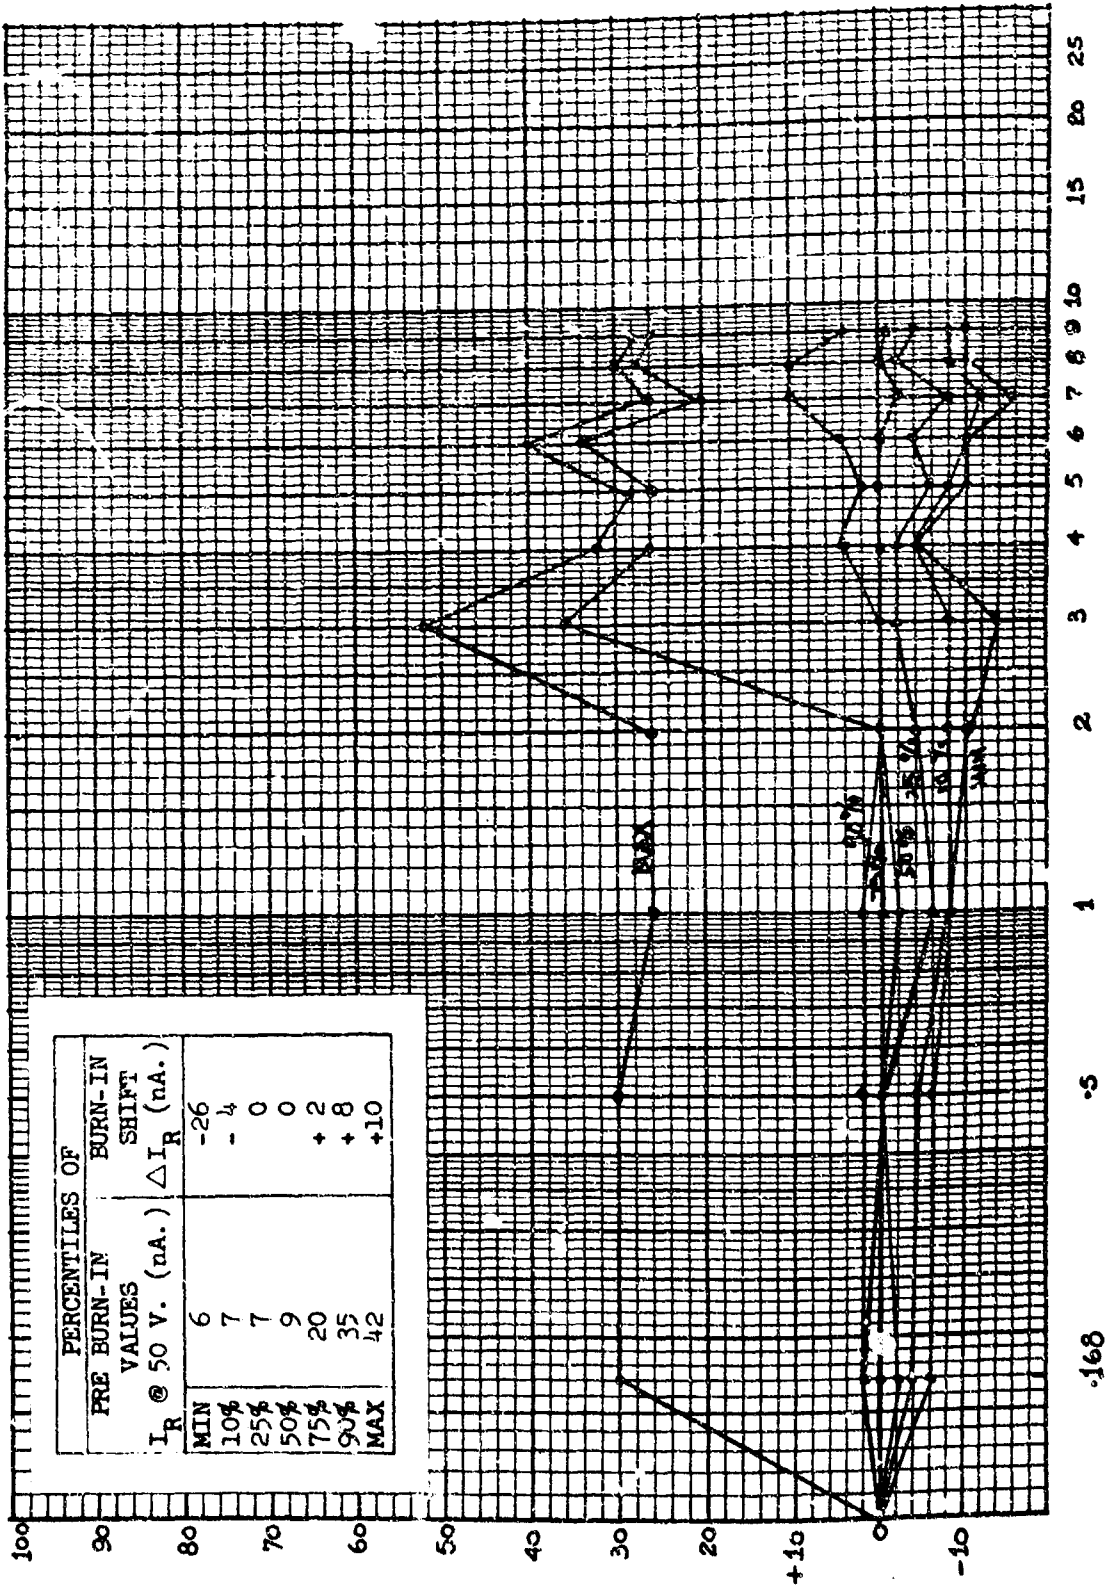 PERCENTILES OF
PRE BURN-IN BURN-IN
VALUES SHIFT
I_R @ 50 V. (nA.) △I_R (nA.)
MIN 6 -26
10% 7 - 4
25% 7 0
50% 9 0
75% 20 + 2
90% 35 + 8
MAX 42 +10
100
90
80
70
60
50
40
30
20
+10
0
-10
MAX
90%
50%
25%
10%
MIN
.168
.5
1
2
3
4
5
6
7
8
9
10
15
20
25